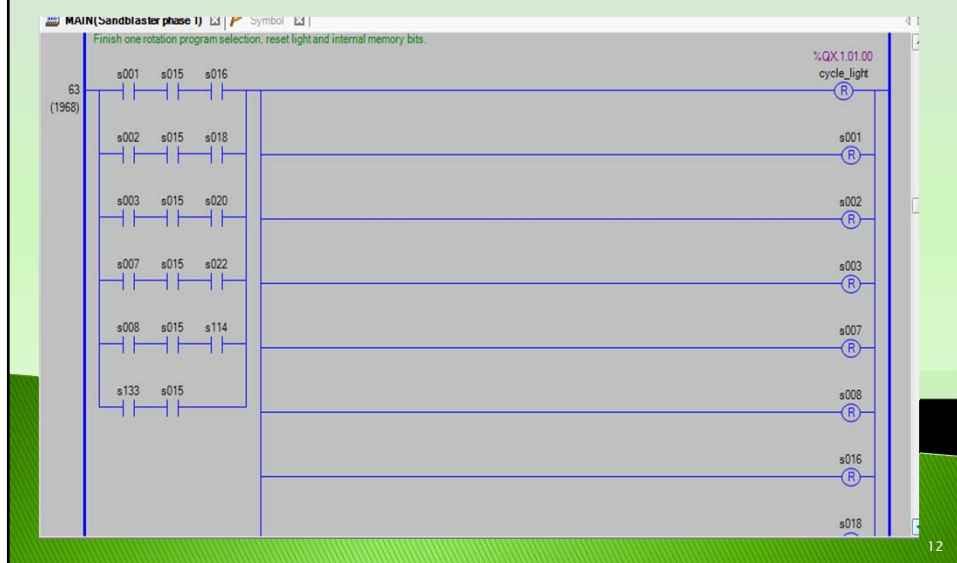 MAIN(Sandblaster phase 1) Symbol
Finish one rotation program selection, reset light and internal memory bits.
%QX.1.01.00
s001 s015 s016 cycle_light
63 R
(1968)
s002 s015 s018 s001
R
s003 s015 s020 s002
R
s007 s015 s022 s003
R
s008 s015 s114 s007
R
s133 s015 s008
R
s016
R
s018
12